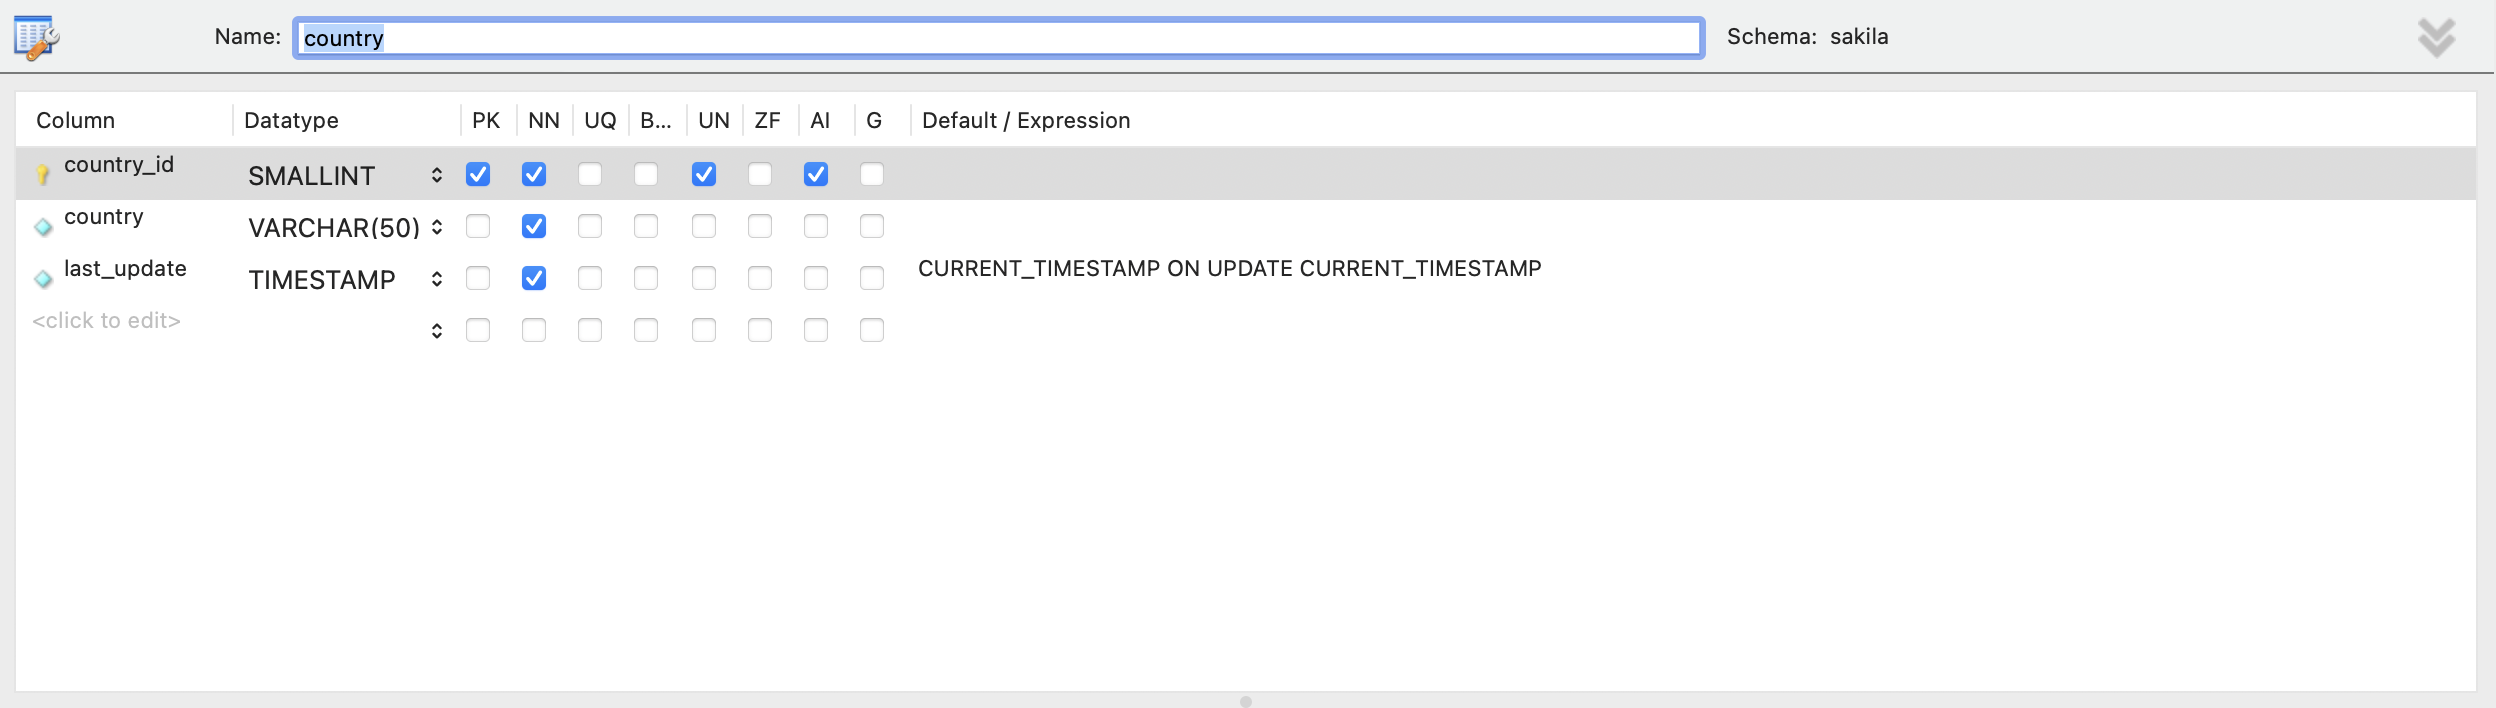 Name: country Schema: sakila
Column Datatype PK NN UQ B... UN ZF AI G Default / Expression
country_id SMALLINT
country VARCHAR(50)
last_update TIMESTAMP CURRENT_TIMESTAMP ON UPDATE CURRENT_TIMESTAMP
<click to edit>